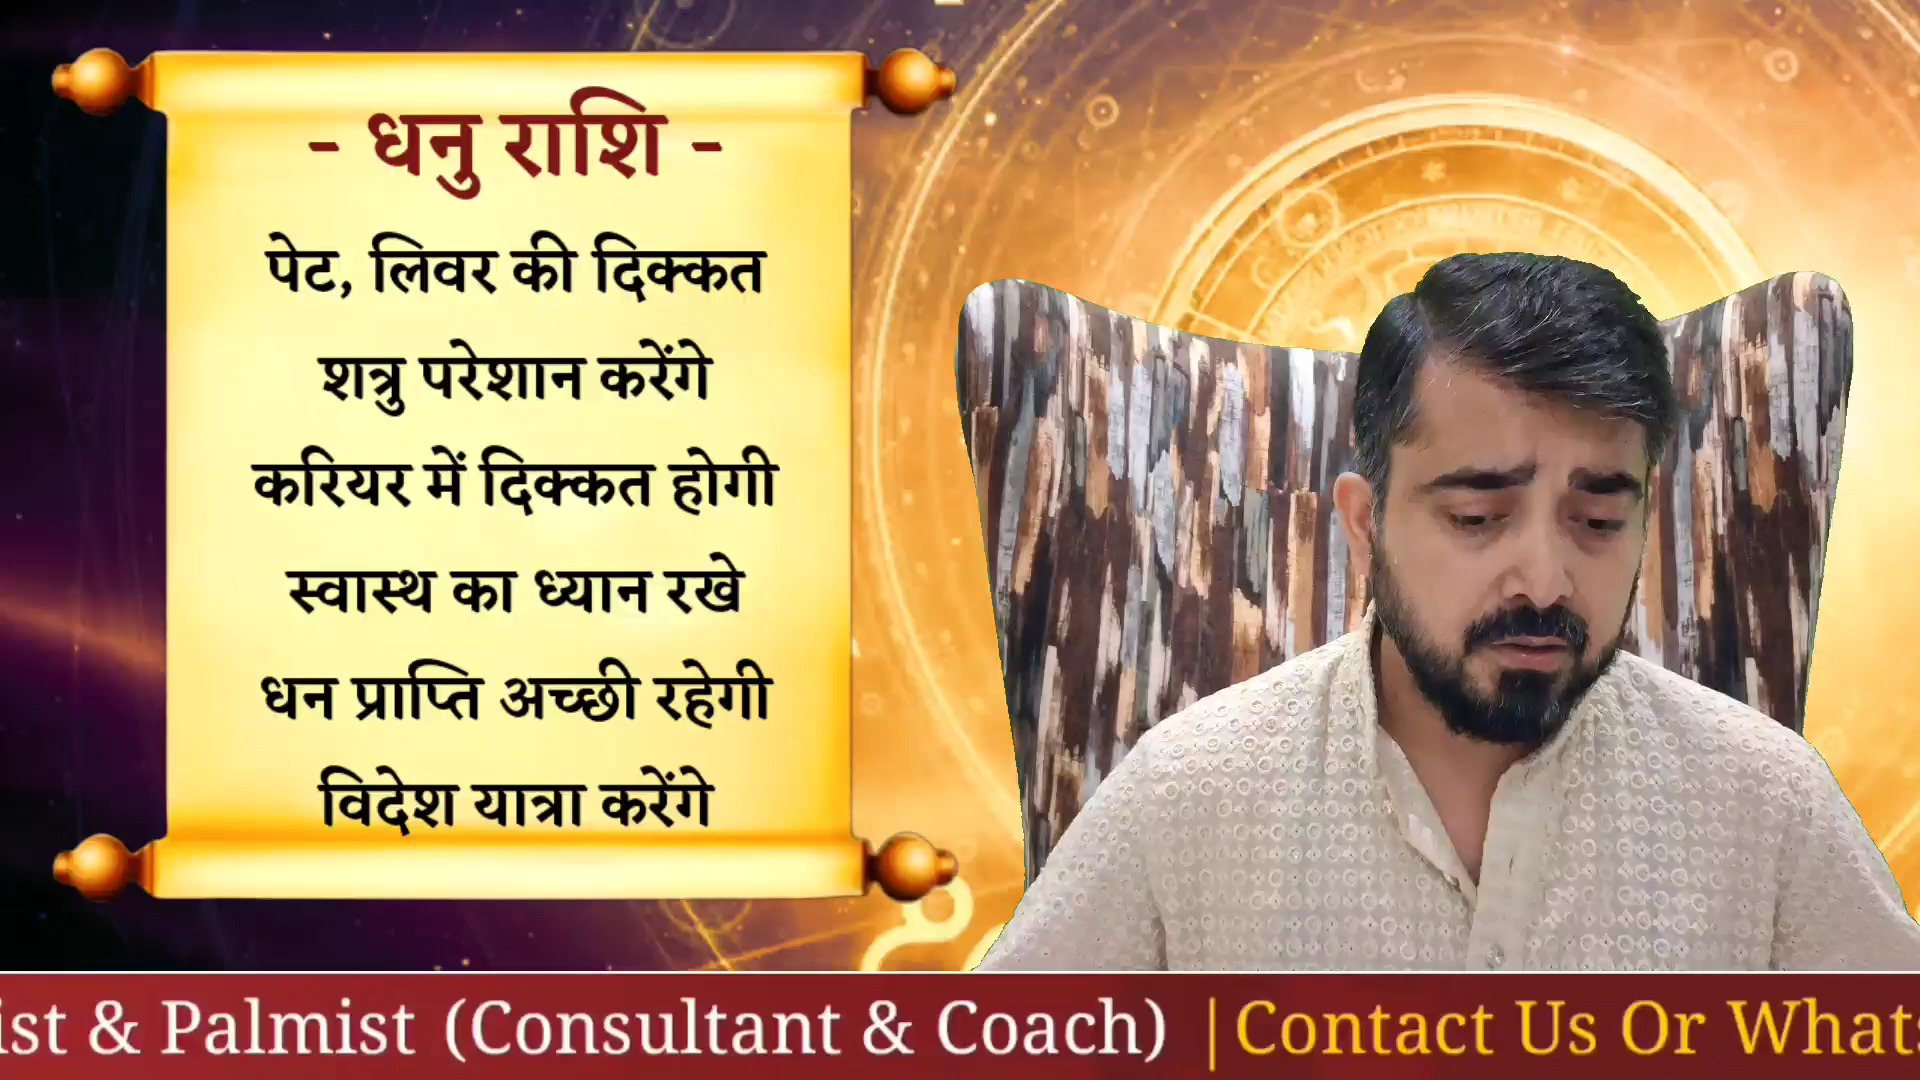 - धनु राशि -
पेट, लिवर की दिक्कत
शत्रु परेशान करेंगे
करियर में दिक्कत होगी
स्वास्थ का ध्यान रखे
धन प्राप्ति अच्छी रहेगी
विदेश यात्रा करेंगे
ist & Palmist (Consultant & Coach) | Contact Us Or Whats